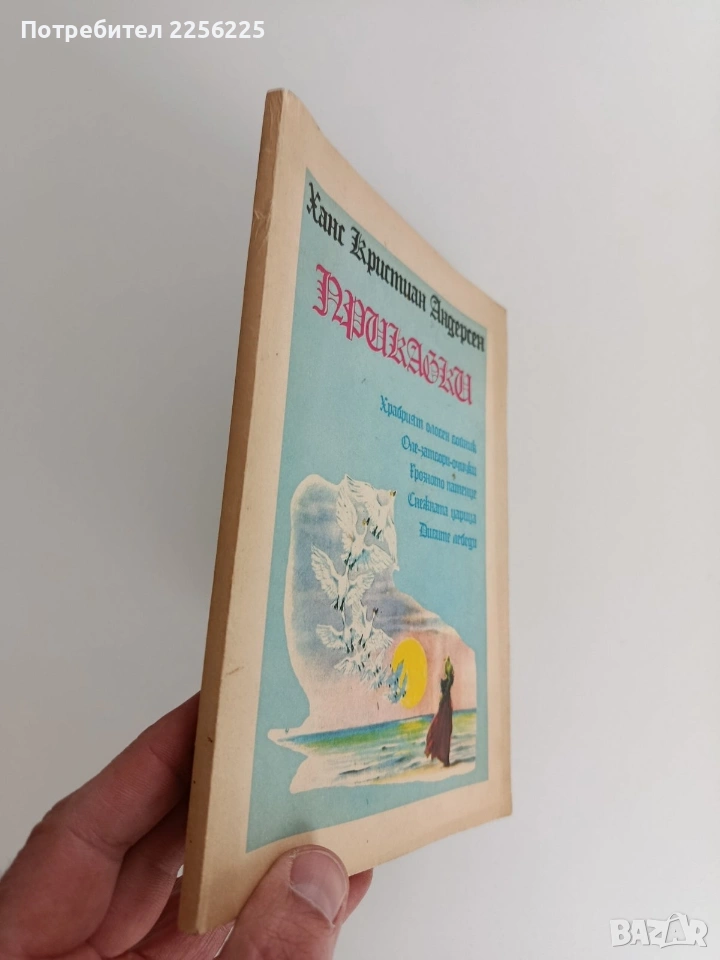 Потребител 2256225
Ханс Кристиан Андерсен
ПРИКАЗКИ
Храбрият оловен войник
Оле-затвори-очички
Грозното патенце
Снежната царица
Дивите лебеди
BAZAR